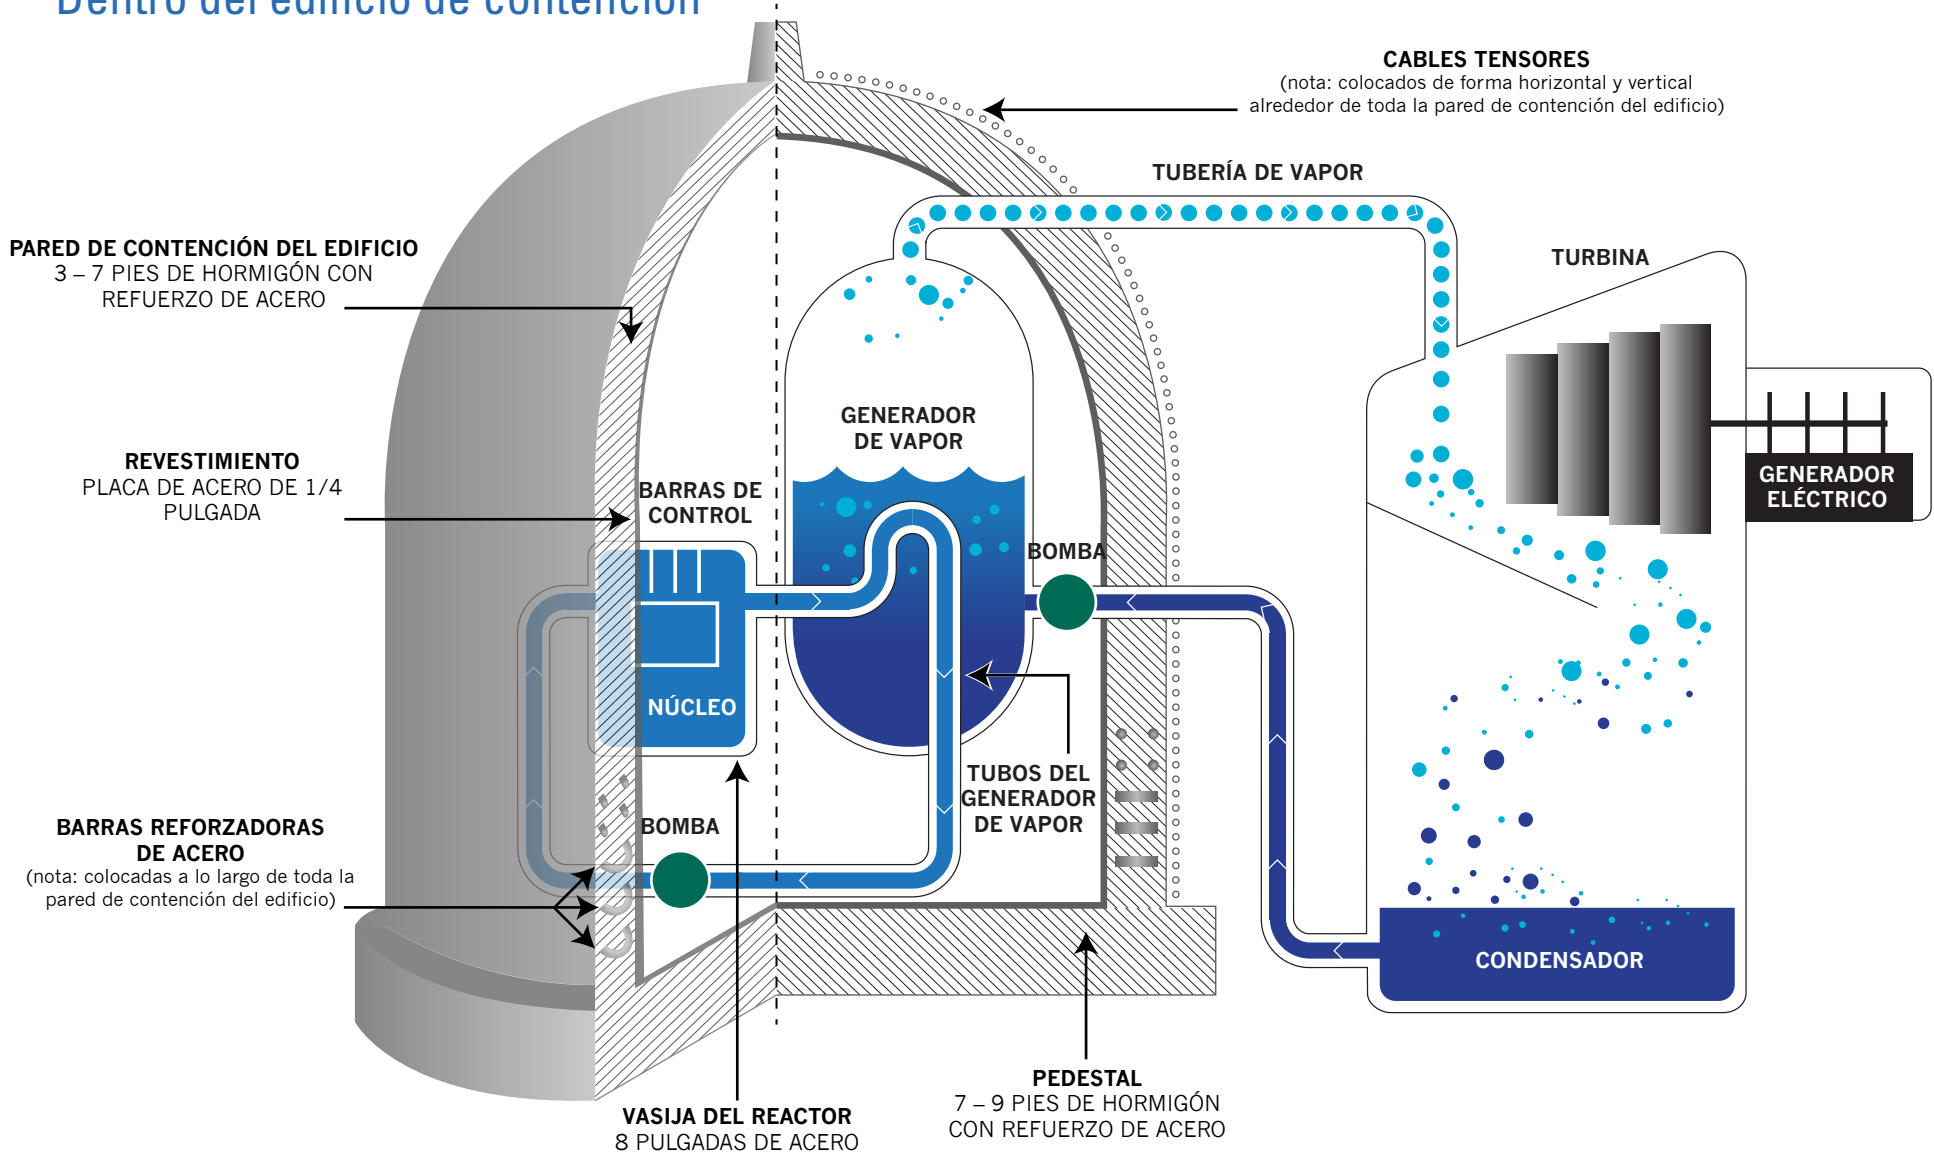 Dentro del edificio de contención
CABLES TENSORES
(nota: colocados de forma horizontal y vertical
alrededor de toda la pared de contención del edificio)
TUBERÍA DE VAPOR
PARED DE CONTENCIÓN DEL EDIFICIO
3 – 7 PIES DE HORMIGÓN CON
REFUERZO DE ACERO
TURBINA
GENERADOR
DE VAPOR
REVESTIMIENTO
PLACA DE ACERO DE 1/4
PULGADA
BARRAS DE
CONTROL
GENERADOR
ELÉCTRICO
BOMBA
NÚCLEO
TUBOS DEL
GENERADOR
DE VAPOR
BOMBA
BARRAS REFORZADORAS
DE ACERO
(nota: colocadas a lo largo de toda la
pared de contención del edificio)
CONDENSADOR
PEDESTAL
7 – 9 PIES DE HORMIGÓN
CON REFUERZO DE ACERO
VASIJA DEL REACTOR
8 PULGADAS DE ACERO